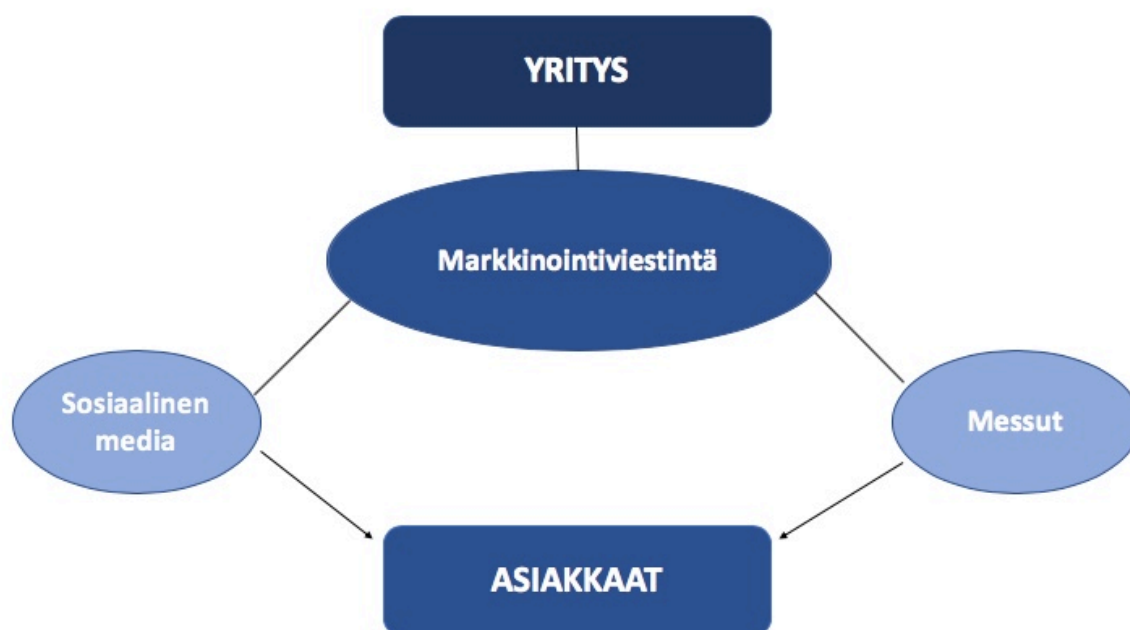 YRITYS
Markkinointiviestintä
Sosiaalinen
media
Messut
ASIAKKAAT